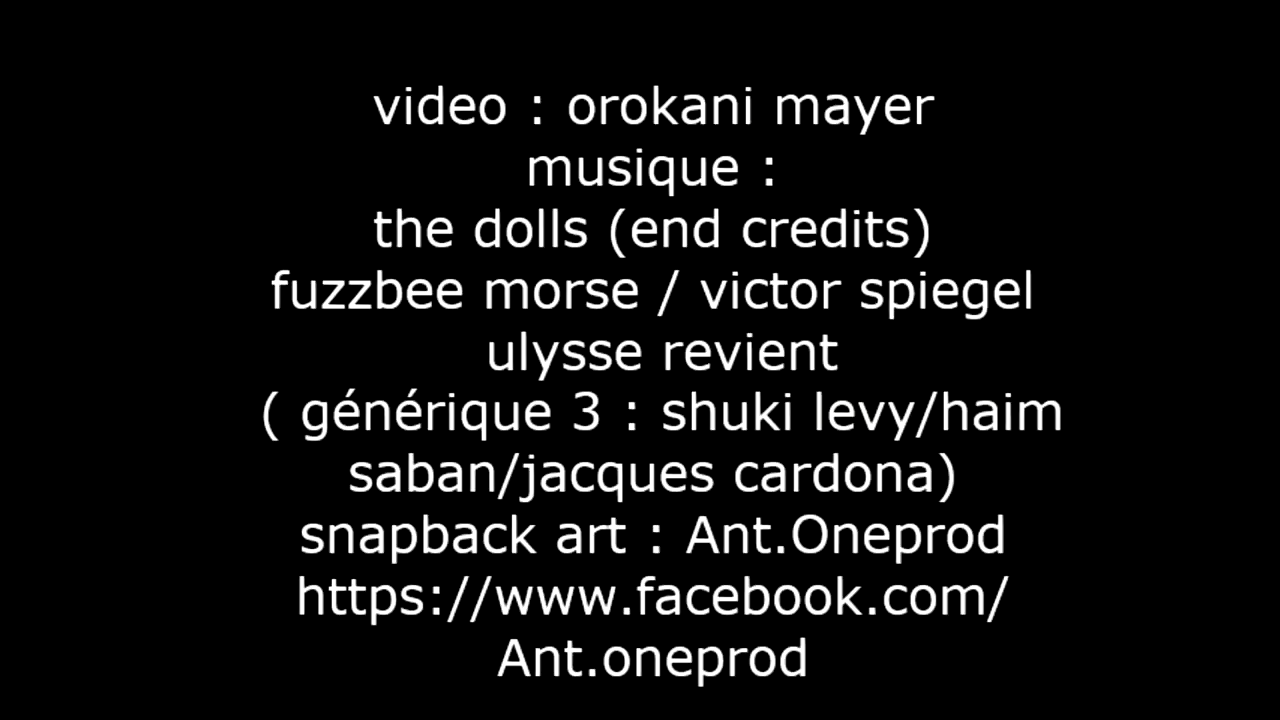 video : orokani mayer
musique :
the dolls (end credits)
fuzzbee morse / victor spiegel
ulysse revient
( générique 3 : shuki levy/haim
saban/jacques cardona)
snapback art : Ant.Oneprod
https://www.facebook.com/
Ant.oneprod